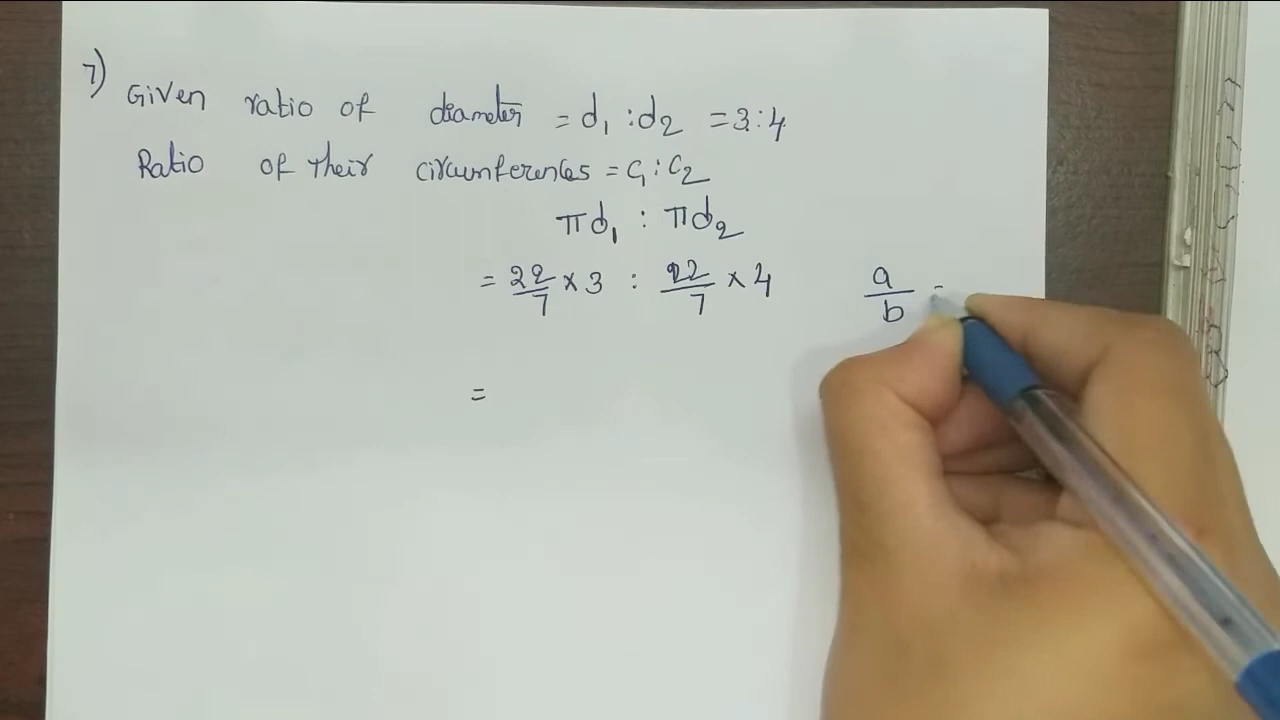 7)
Given ratio of diameter = d₁ : d₂ = 3:4
Ratio of their circumferences = C₁ : C₂
πd₁ : πd₂
= 22/7 × 3 : 22/7 × 4
a/b :
=